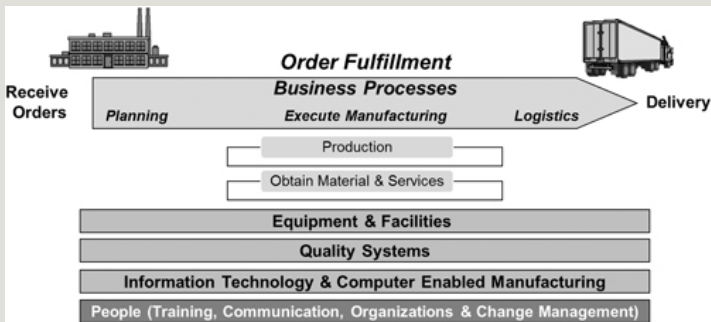 Order Fulfillment
Receive
Orders
Business Processes
Planning
Execute Manufacturing
Logistics
Delivery
Production
Obtain Material & Services
Equipment & Facilities
Quality Systems
Information Technology & Computer Enabled Manufacturing
People (Training, Communication, Organizations & Change Management)